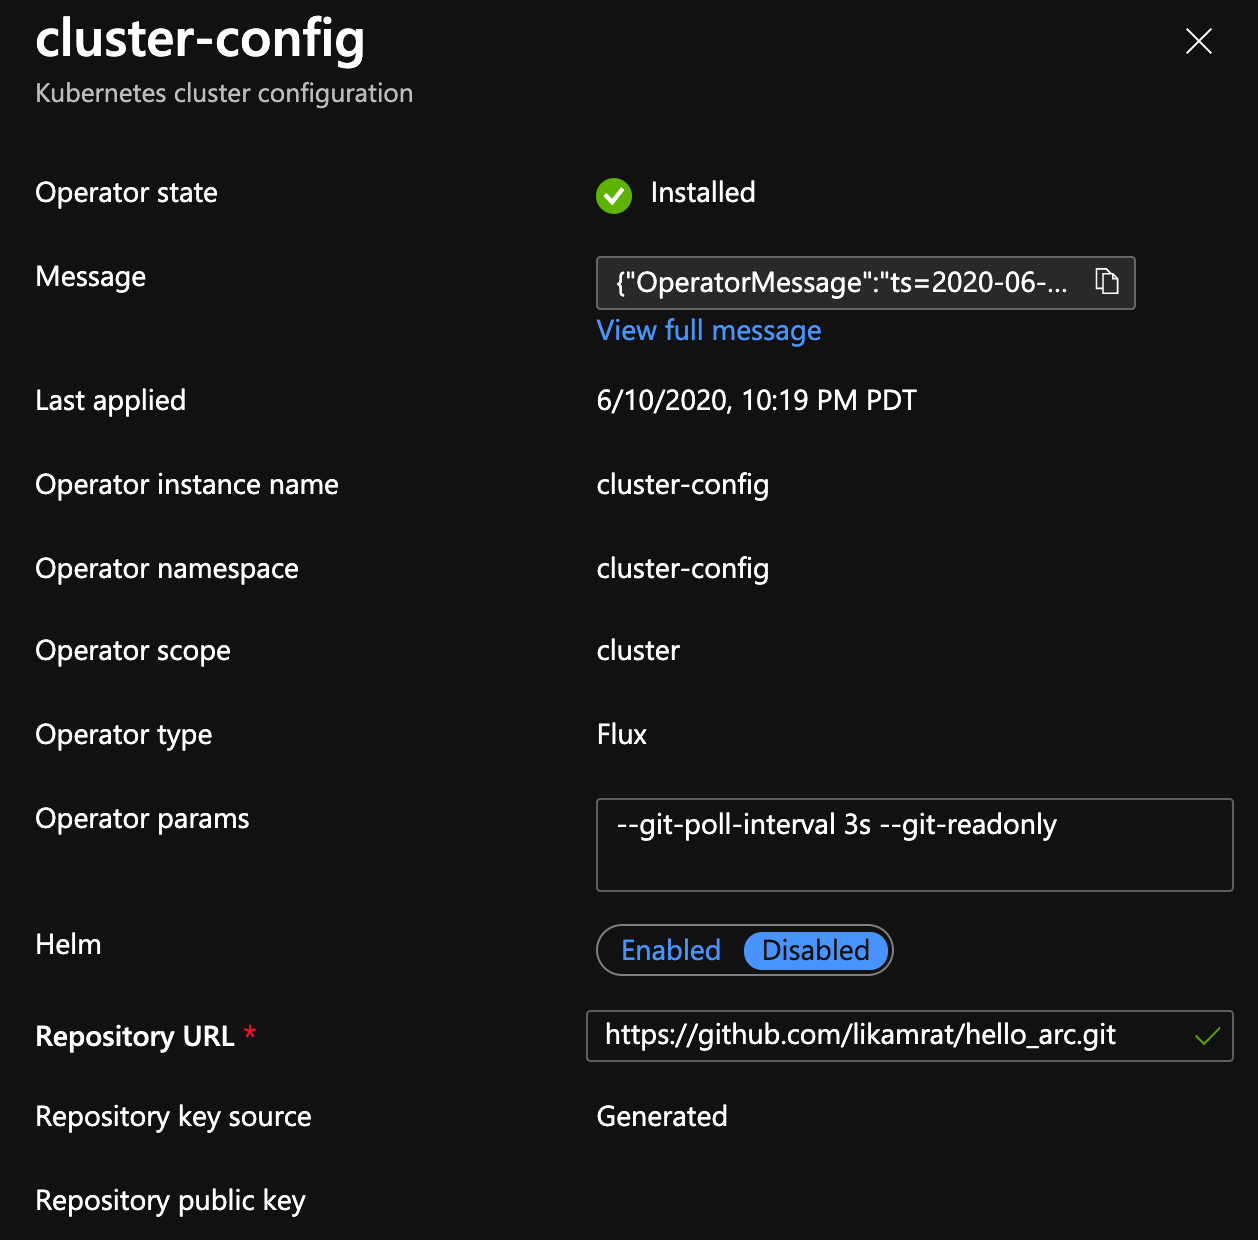 cluster-config
Kubernetes cluster configuration
Operator state
Installed
Message
{"OperatorMessage":"ts=2020-06-...
View full message
Last applied
6/10/2020, 10:19 PM PDT
Operator instance name
cluster-config
Operator namespace
cluster-config
Operator scope
cluster
Operator type
Flux
Operator params
--git-poll-interval 3s --git-readonly
Helm
Enabled Disabled
Repository URL *
https://github.com/likamrat/hello_arc.git
Repository key source
Generated
Repository public key